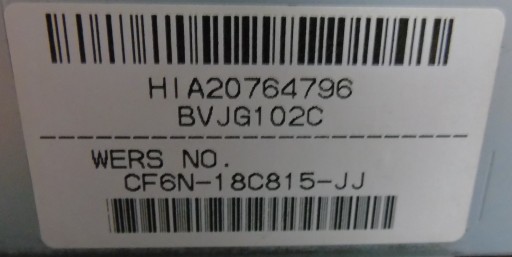 HIA20764796
BVJG102C
WERS NO.
CF6N-18C815-JJ